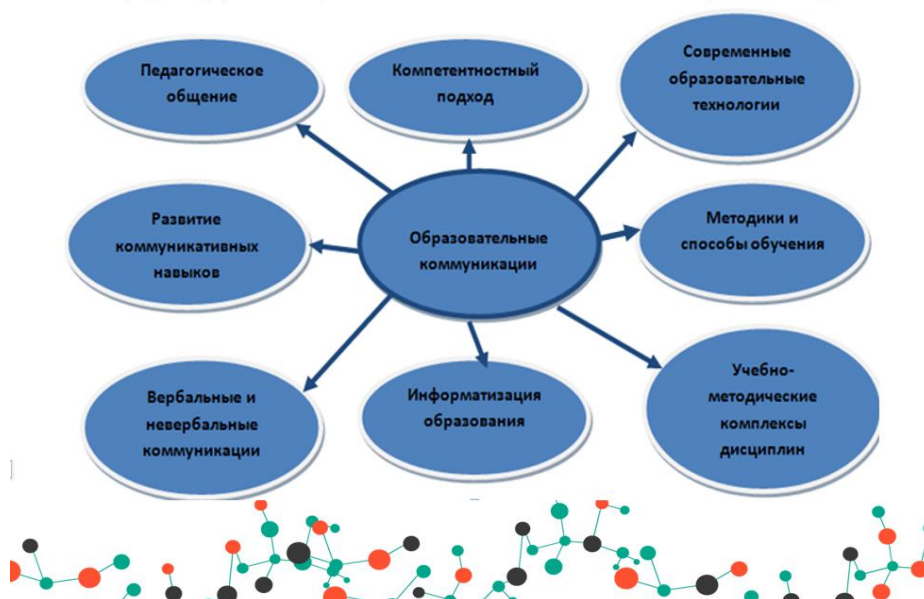 Педагогическое
общение
Компетентностный
подход
Современные
образовательные
технологии
Развитие
коммуникативных
навыков
Образовательные
коммуникации
Методики и
способы обучения
Вербальные и
невербальные
коммуникации
Информатизация
образования
Учебно-
методические
комплексы
дисциплин